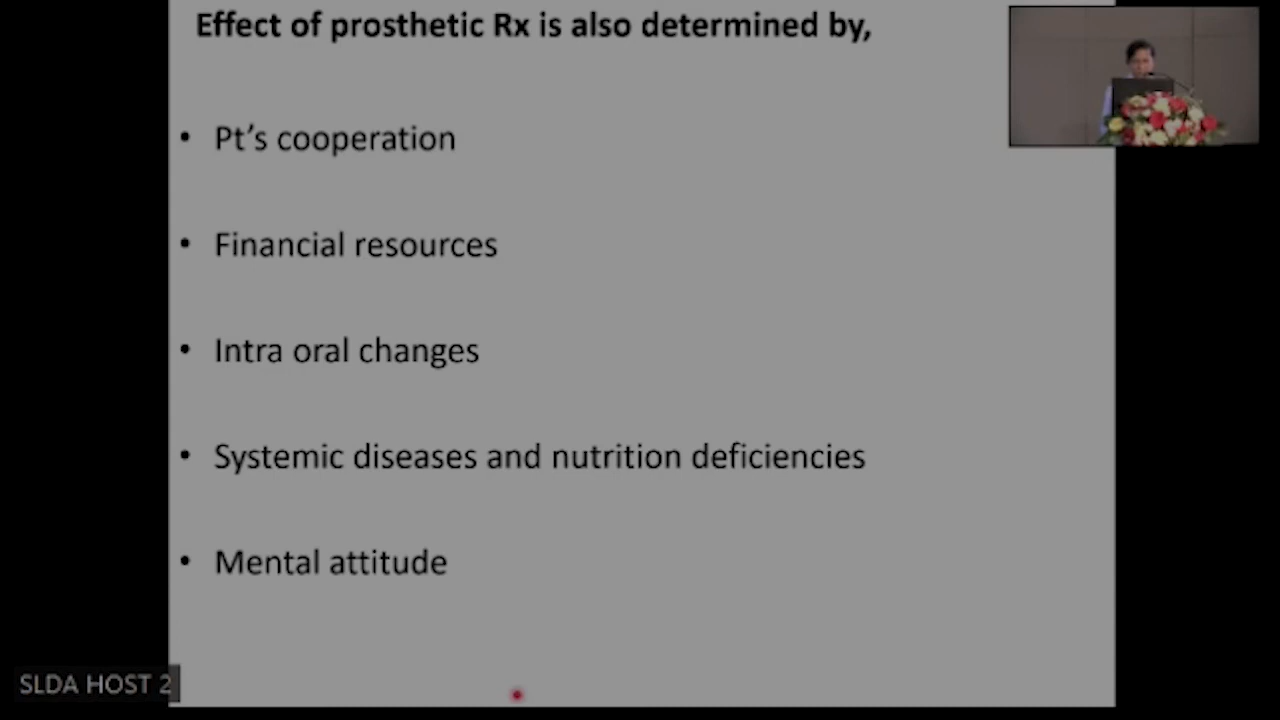 Effect of prosthetic Rx is also determined by,
• Pt’s cooperation
• Financial resources
• Intra oral changes
• Systemic diseases and nutrition deficiencies
• Mental attitude
SLDA HOST 2